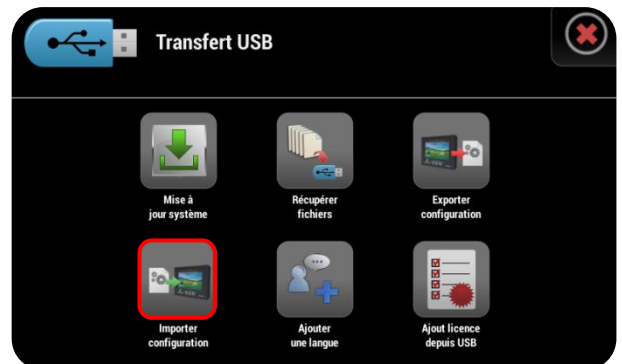 Transfert USB
Mise à
jour système
Récupérer
fichiers
Exporter
configuration
Importer
configuration
Ajouter
une langue
Ajout licence
depuis USB